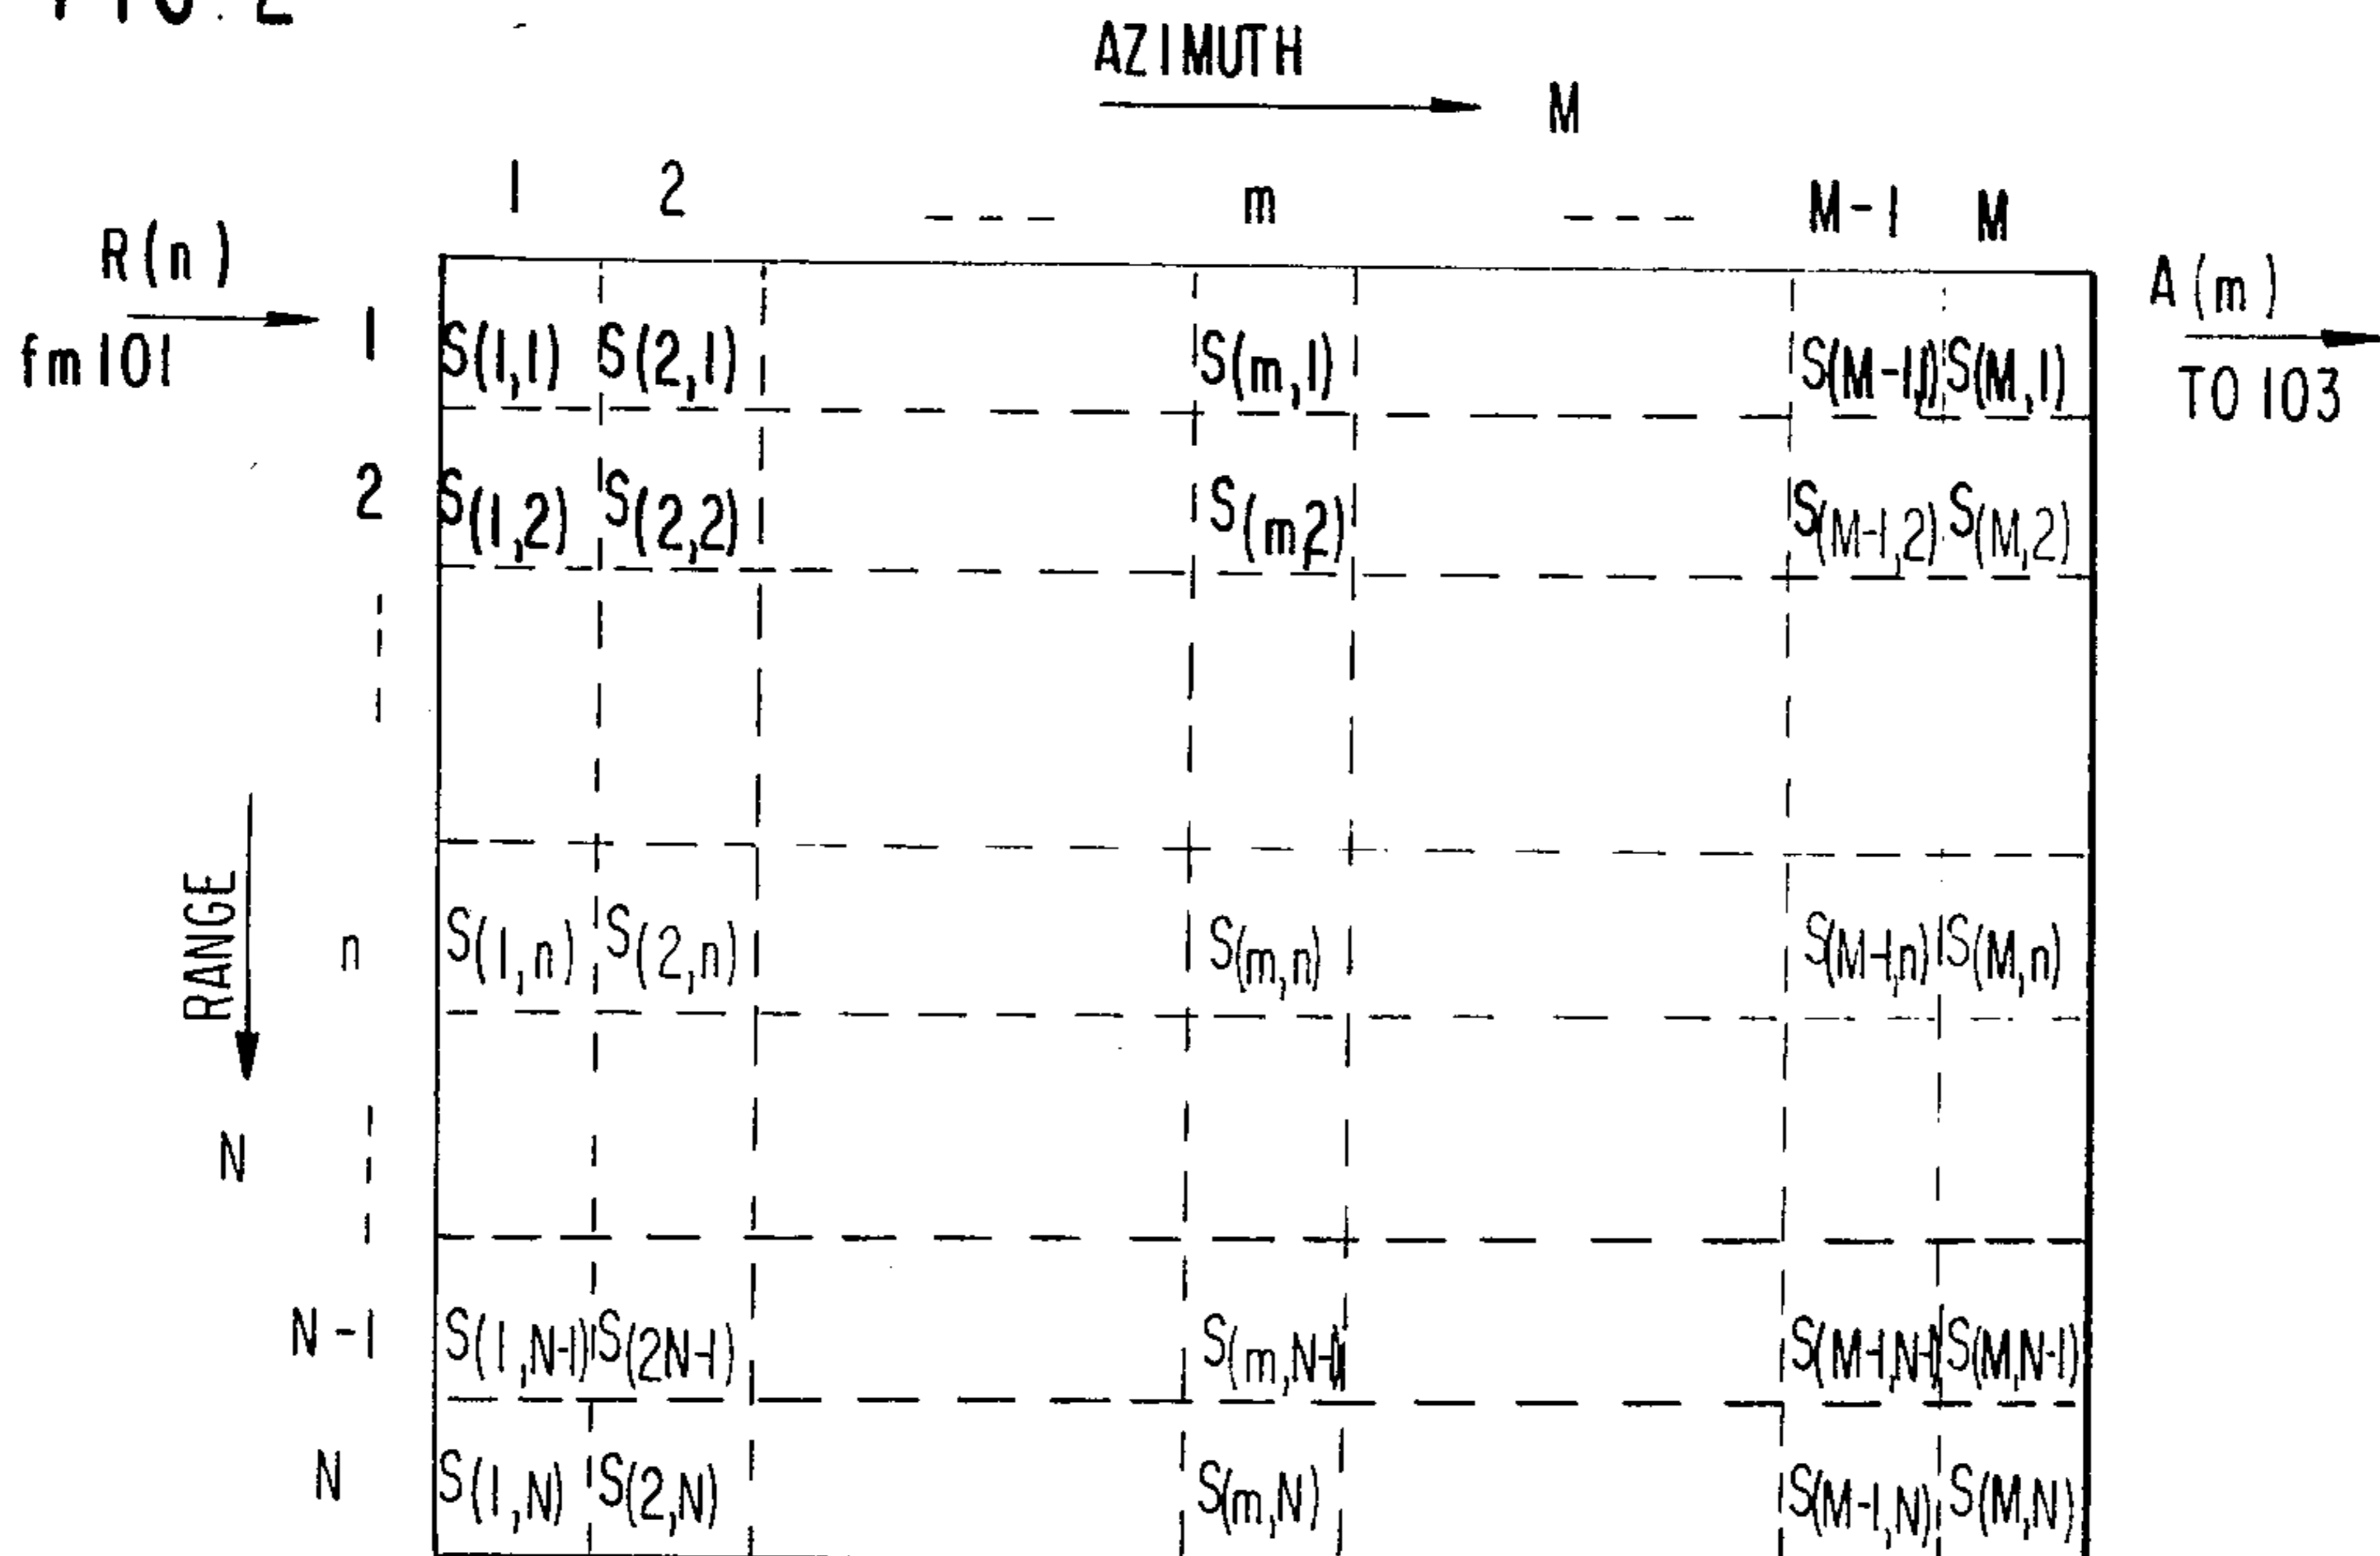 FIG. 2
AZIMUTH
M
1 2 --- m --- M-1 M
R(n)
fm101
A(m)
TO 103
1 S(1,1) S(2,1) S(m,1) S(M-1,1) S(M,1)
2 S(1,2) S(2,2) S(m,2) S(M-1,2) S(M,2)
RANGE
N
n S(1,n) S(2,n) S(m,n) S(M-1,n) S(M,n)
N-1 S(1,N-1) S(2N-1) S(m,N-1) S(M-1,N-1) S(M,N-1)
N S(1,N) S(2,N) S(m,N) S(M-1,N) S(M,N)